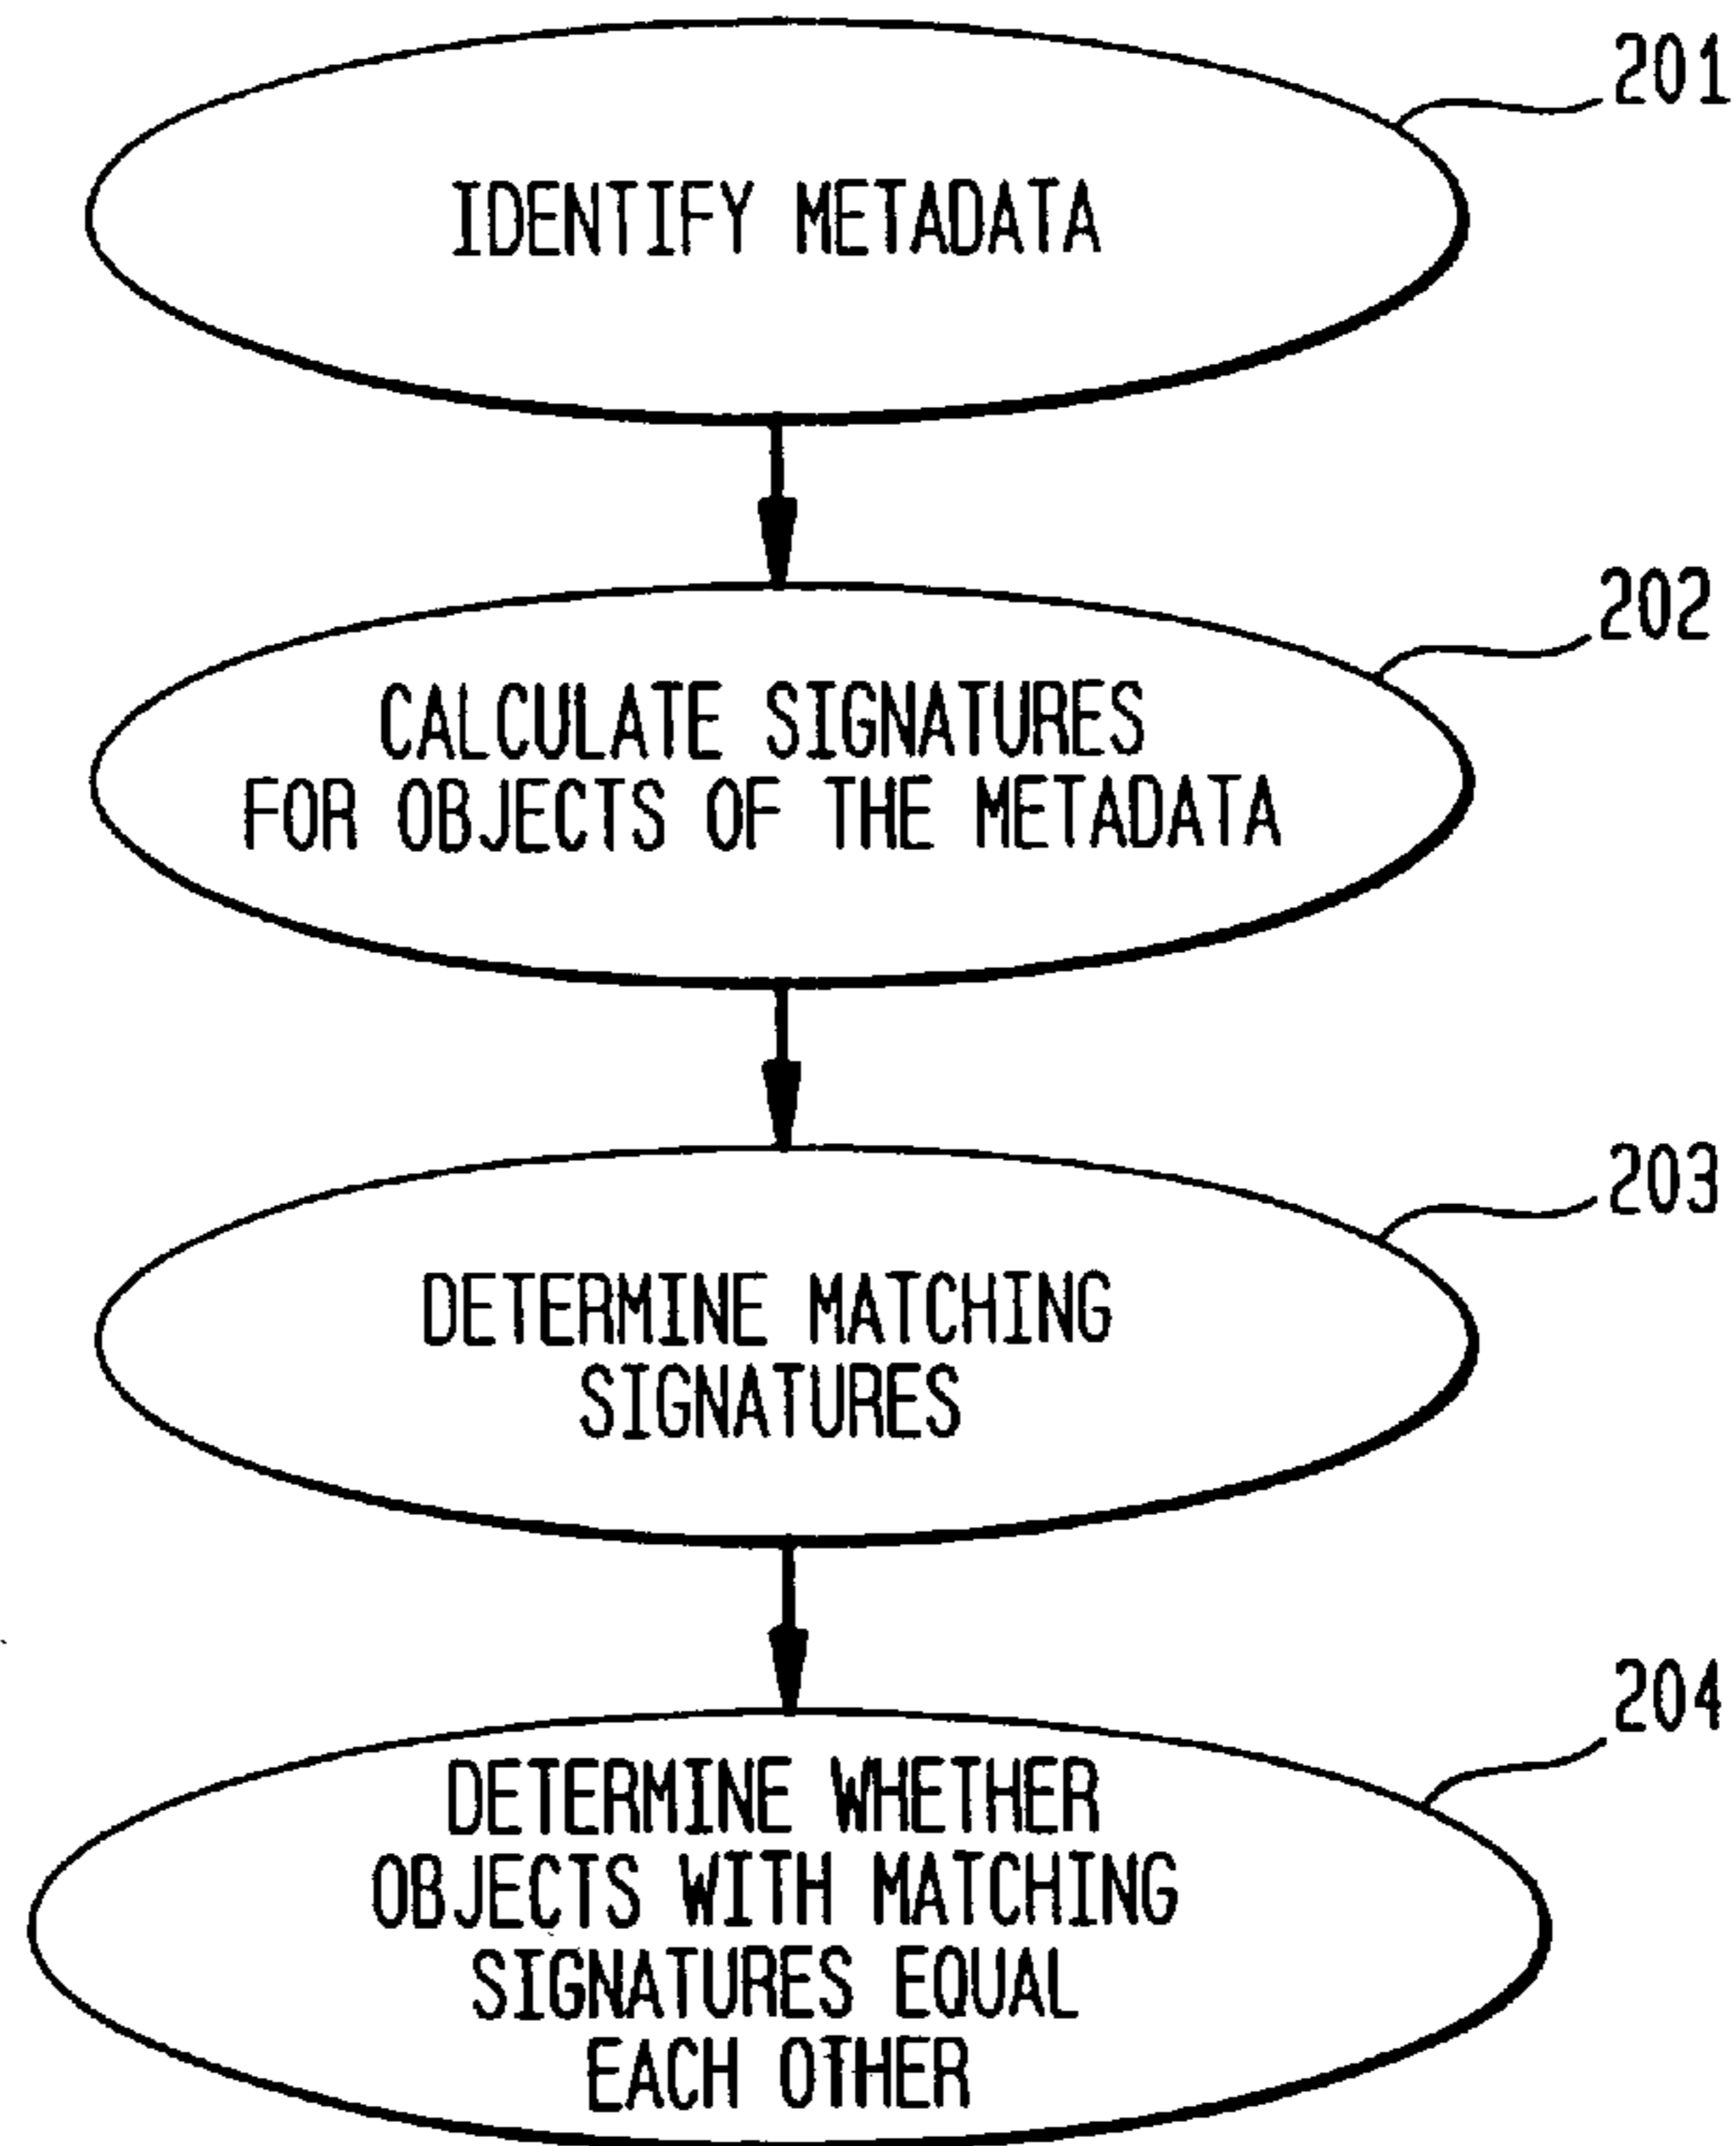 201
IDENTIFY METADATA
202
CALCULATE SIGNATURES
FOR OBJECTS OF THE METADATA
203
DETERMINE MATCHING
SIGNATURES
204
DETERMINE WHETHER
OBJECTS WITH MATCHING
SIGNATURES EQUAL
EACH OTHER